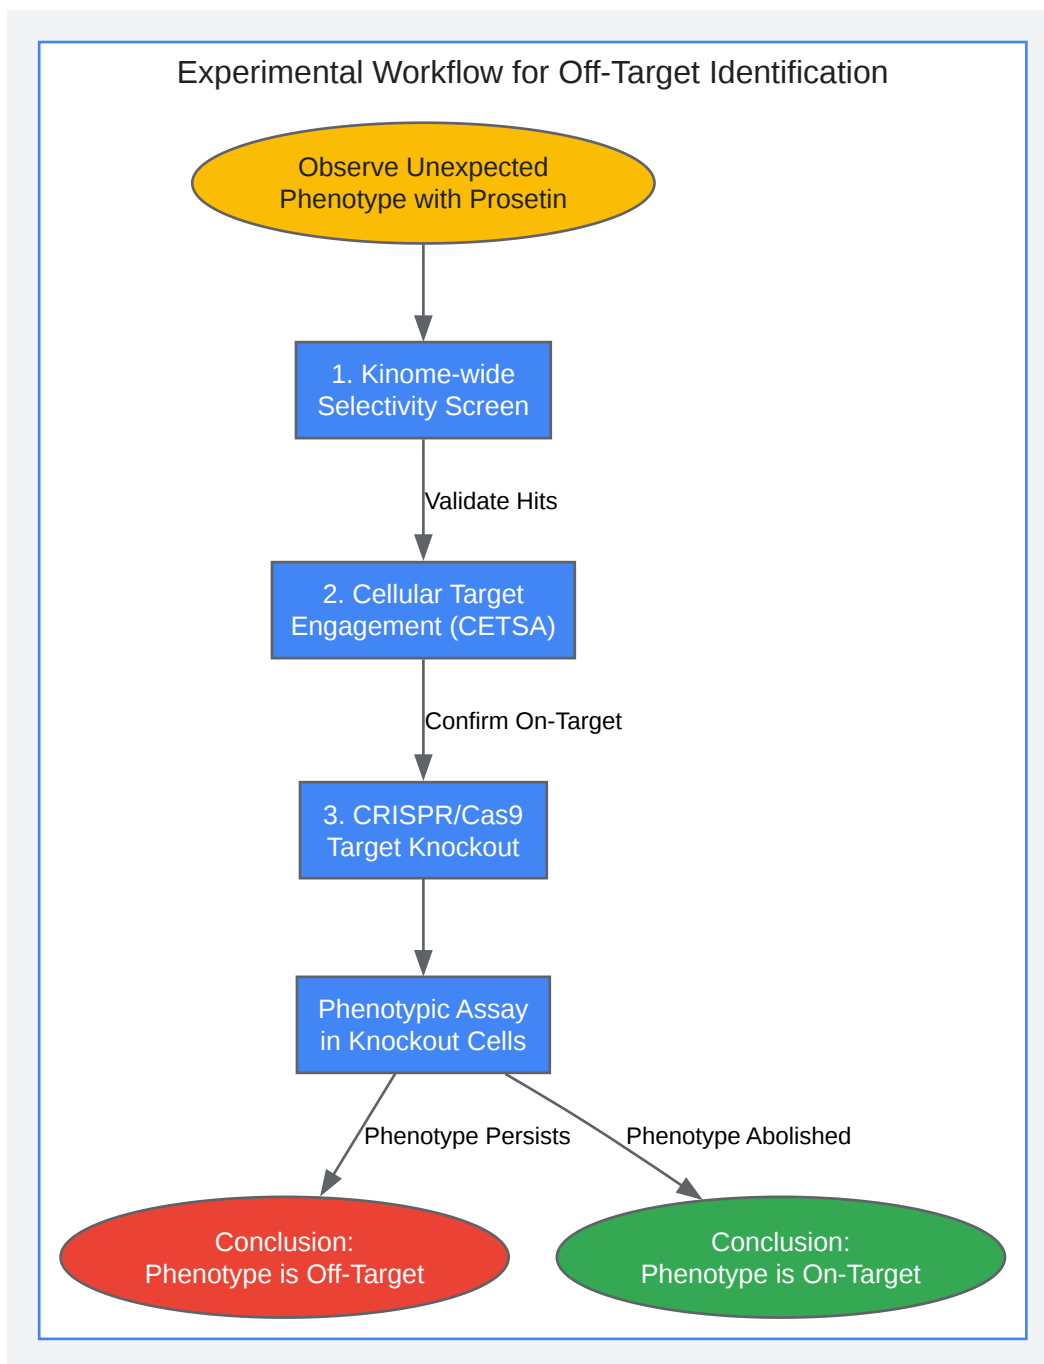 Experimental Workflow for Off-Target Identification
Observe Unexpected
Phenotype with Prosetin
1. Kinome-wide
Selectivity Screen
Validate Hits
2. Cellular Target
Engagement (CETSA)
Confirm On-Target
3. CRISPR/Cas9
Target Knockout
Phenotypic Assay
in Knockout Cells
Phenotype Persists
Phenotype Abolished
Conclusion:
Phenotype is Off-Target
Conclusion:
Phenotype is On-Target